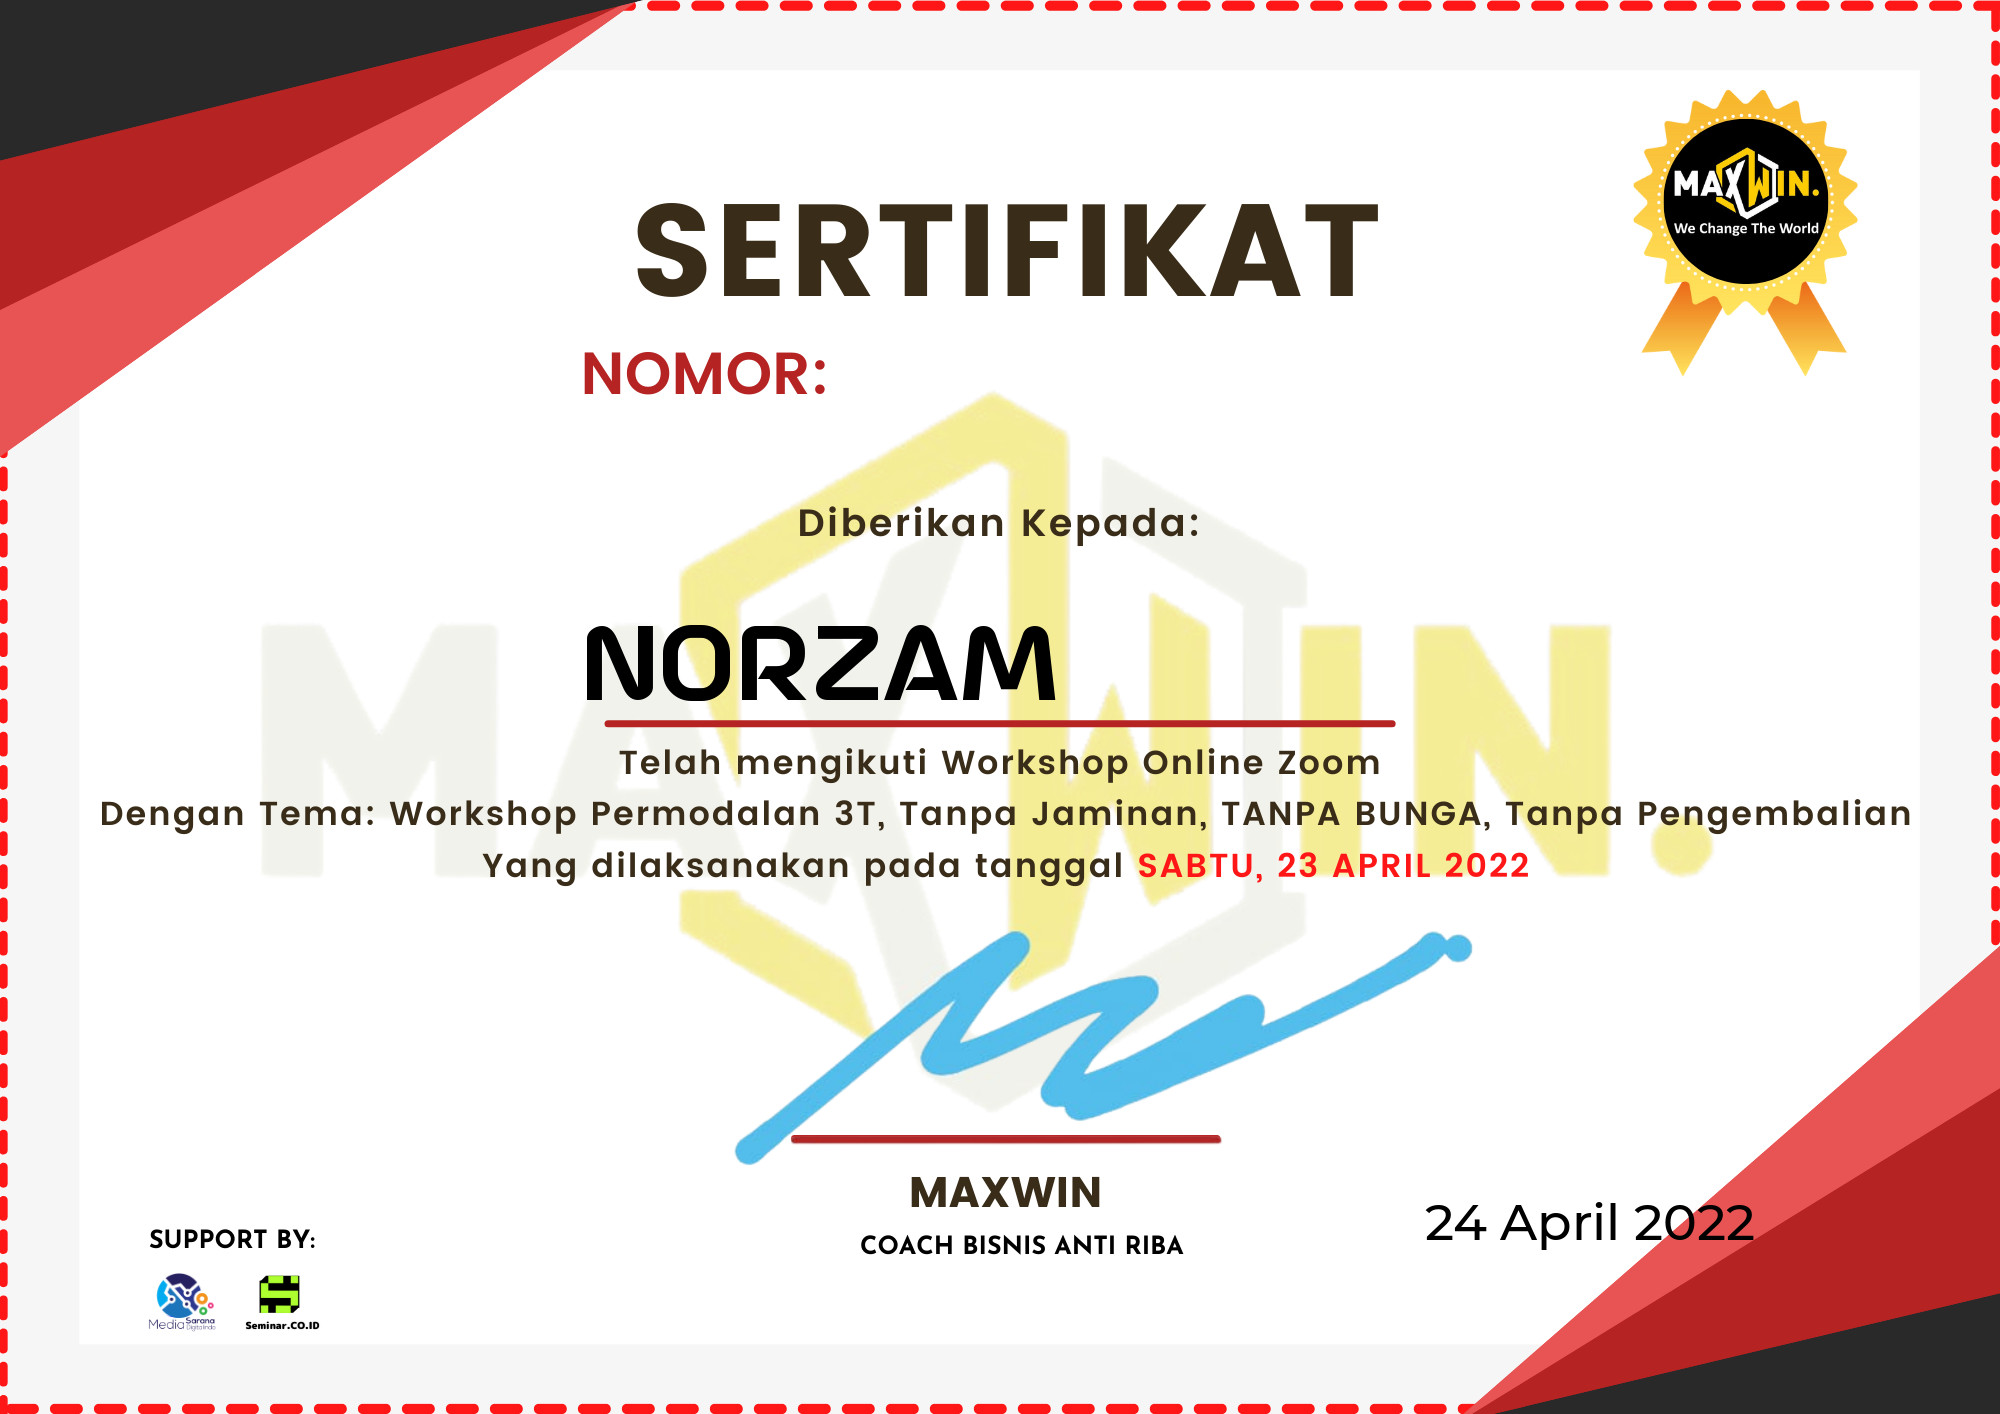 MAXWIN.
We Change The World
SERTIFIKAT
NOMOR:
Diberikan Kepada:
MAXWIN.
NORZAM
Telah mengikuti Workshop Online Zoom
Dengan Tema: Workshop Permodalan 3T, Tanpa Jaminan, TANPA BUNGA, Tanpa Pengembalian
Yang dilaksanakan pada tanggal SABTU, 23 APRIL 2022
MAXWIN
COACH BISNIS ANTI RIBA
24 April 2022
SUPPORT BY:
Media Sarana Digitalindo
Seminar.CO.ID